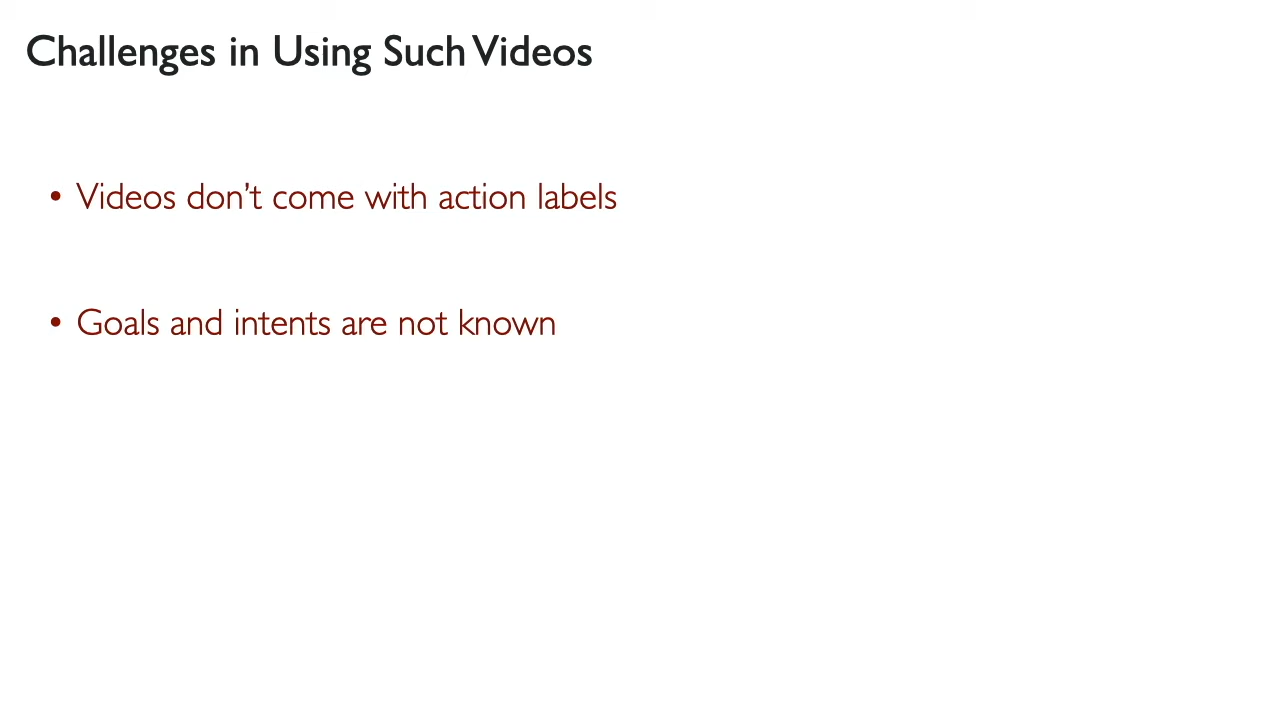 Challenges in Using Such Videos
• Videos don’t come with action labels
• Goals and intents are not known